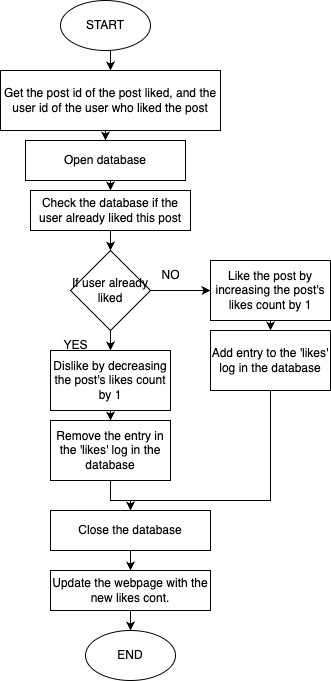 START
Get the post id of the post liked, and the
user id of the user who liked the post
Open database
Check the database if the
user already liked this post
If user already
liked
NO
Like the post by
increasing the post's
likes count by 1
YES
Add entry to the 'likes'
log in the database
Dislike by decreasing
the post's likes count
by 1
Remove the entry in
the 'likes' log in the
database
Close the database
Update the webpage with the
new likes cont.
END